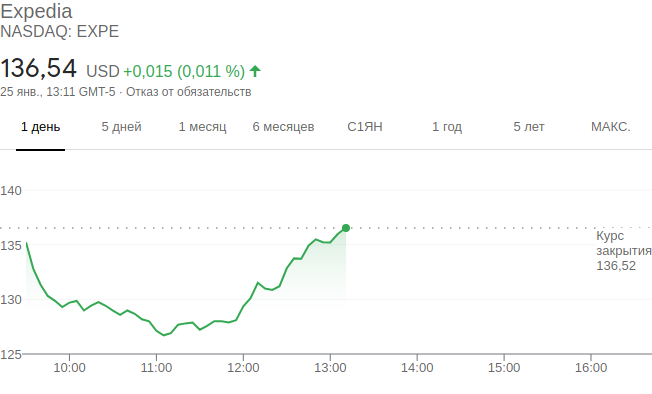 Expedia
NASDAQ: EXPE
136,54 USD +0,015 (0,011 %)
25 янв., 13:11 GMT-5 · Отказ от обязательств
1 день 5 дней 1 месяц 6 месяцев С1ЯН 1 год 5 лет МАКС.
140
135
130
125
Курс
закрытия
136,52
10:00 11:00 12:00 13:00 14:00 15:00 16:00